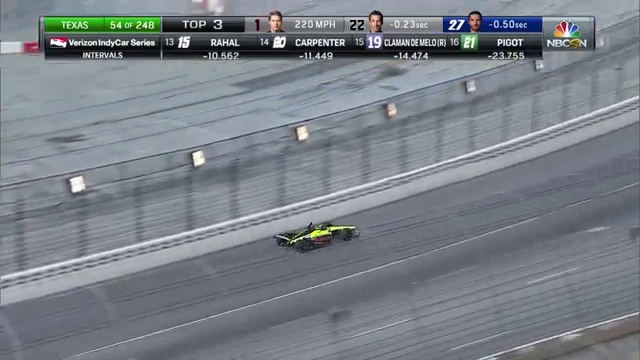 TEXAS 54 OF 248 TOP 3 1 220 MPH 22 -0.23sec 27 -0.50sec
Verizon IndyCar Series 13 15 RAHAL 14 20 CARPENTER 15 19 CLAMAN DE MELO (R) 16 21 PIGOT NBCSN
INTERVALS -10.562 -11.449 -14.474 -23.755